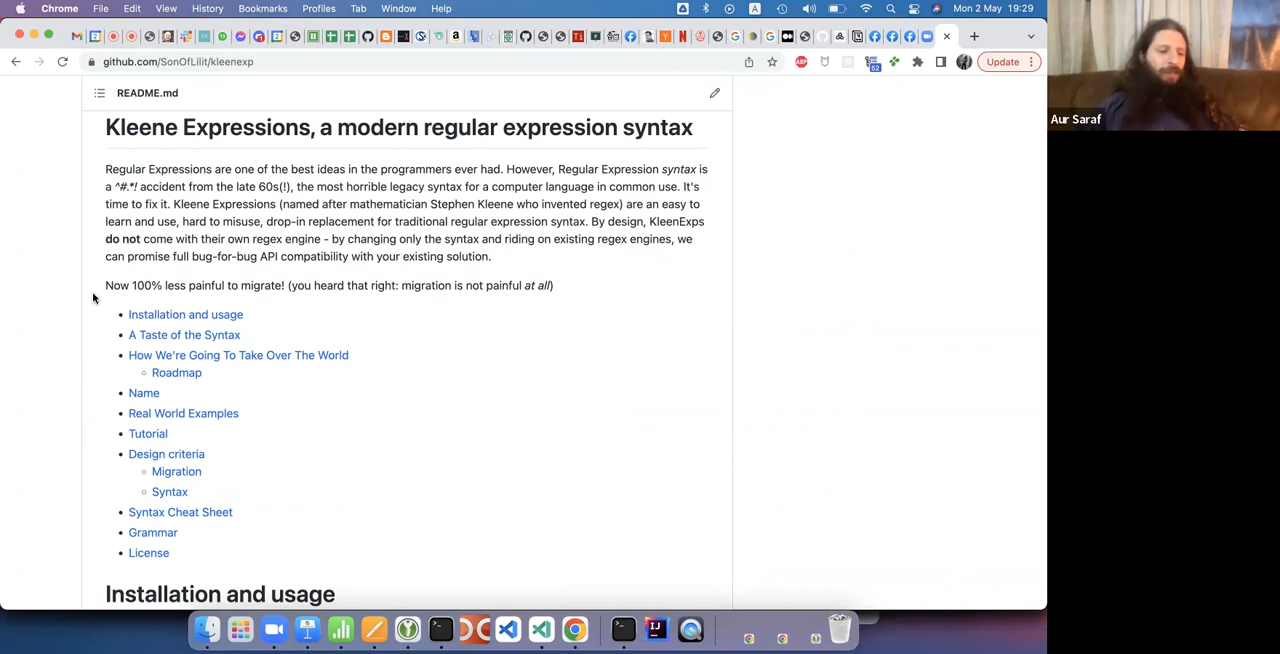 Chrome File Edit View History Bookmarks Profiles Tab Window Help
A
Mon 2 May 19:29
github.com/SonOfLilit/kleenexp
ABP
52
Update
README.md
Kleene Expressions, a modern regular expression syntax
Regular Expressions are one of the best ideas in the programmers ever had. However, Regular Expression syntax is
a ^#.*! accident from the late 60s(!), the most horrible legacy syntax for a computer language in common use. It's
time to fix it. Kleene Expressions (named after mathematician Stephen Kleene who invented regex) are an easy to
learn and use, hard to misuse, drop-in replacement for traditional regular expression syntax. By design, KleenExps
do not come with their own regex engine - by changing only the syntax and riding on existing regex engines, we
can promise full bug-for-bug API compatibility with your existing solution.
Now 100% less painful to migrate! (you heard that right: migration is not painful at all)
Installation and usage
A Taste of the Syntax
How We're Going To Take Over The World
Roadmap
Name
Real World Examples
Tutorial
Design criteria
Migration
Syntax
Syntax Cheat Sheet
Grammar
License
Installation and usage
IJ
Aur Saraf